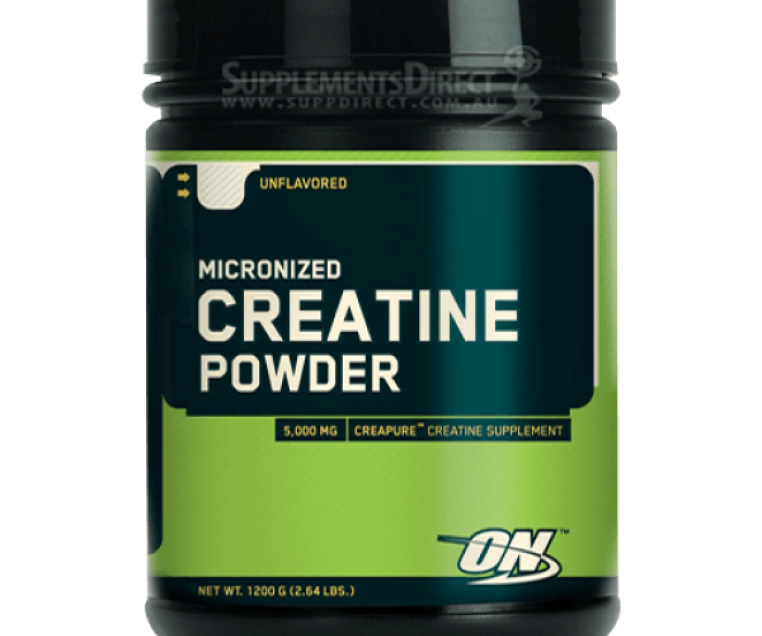 SUPPLEMENTSDIRECT
WWW.SUPPDIRECT.COM.AU
UNFLAVORED
MICRONIZED
CREATINE
POWDER
5,000 MG CREAPURE™ CREATINE SUPPLEMENT
ON™
NET WT. 1200 G (2.64 LBS.)